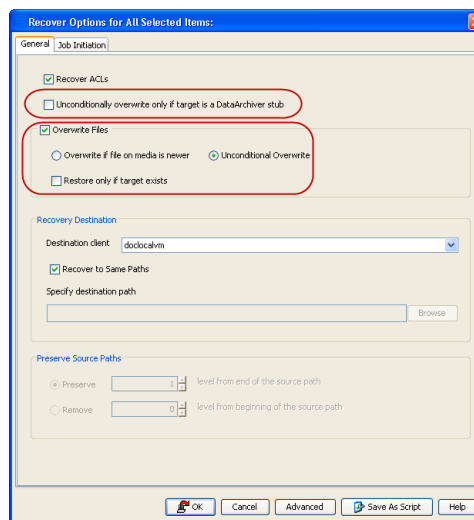 Recover Options for All Selected Items:
General Job Initiation
Recover ACLs
Unconditionally overwrite only if target is a DataArchiver stub
Overwrite Files
Overwrite if file on media is newer Unconditional Overwrite
Restore only if target exists
Recovery Destination
Destination client doclocalvm
Recover to Same Paths
Specify destination path
Browse
Preserve Source Paths
Preserve 1 level from end of the source path
Remove 0 level from beginning of the source path
OK Cancel Advanced Save As Script Help